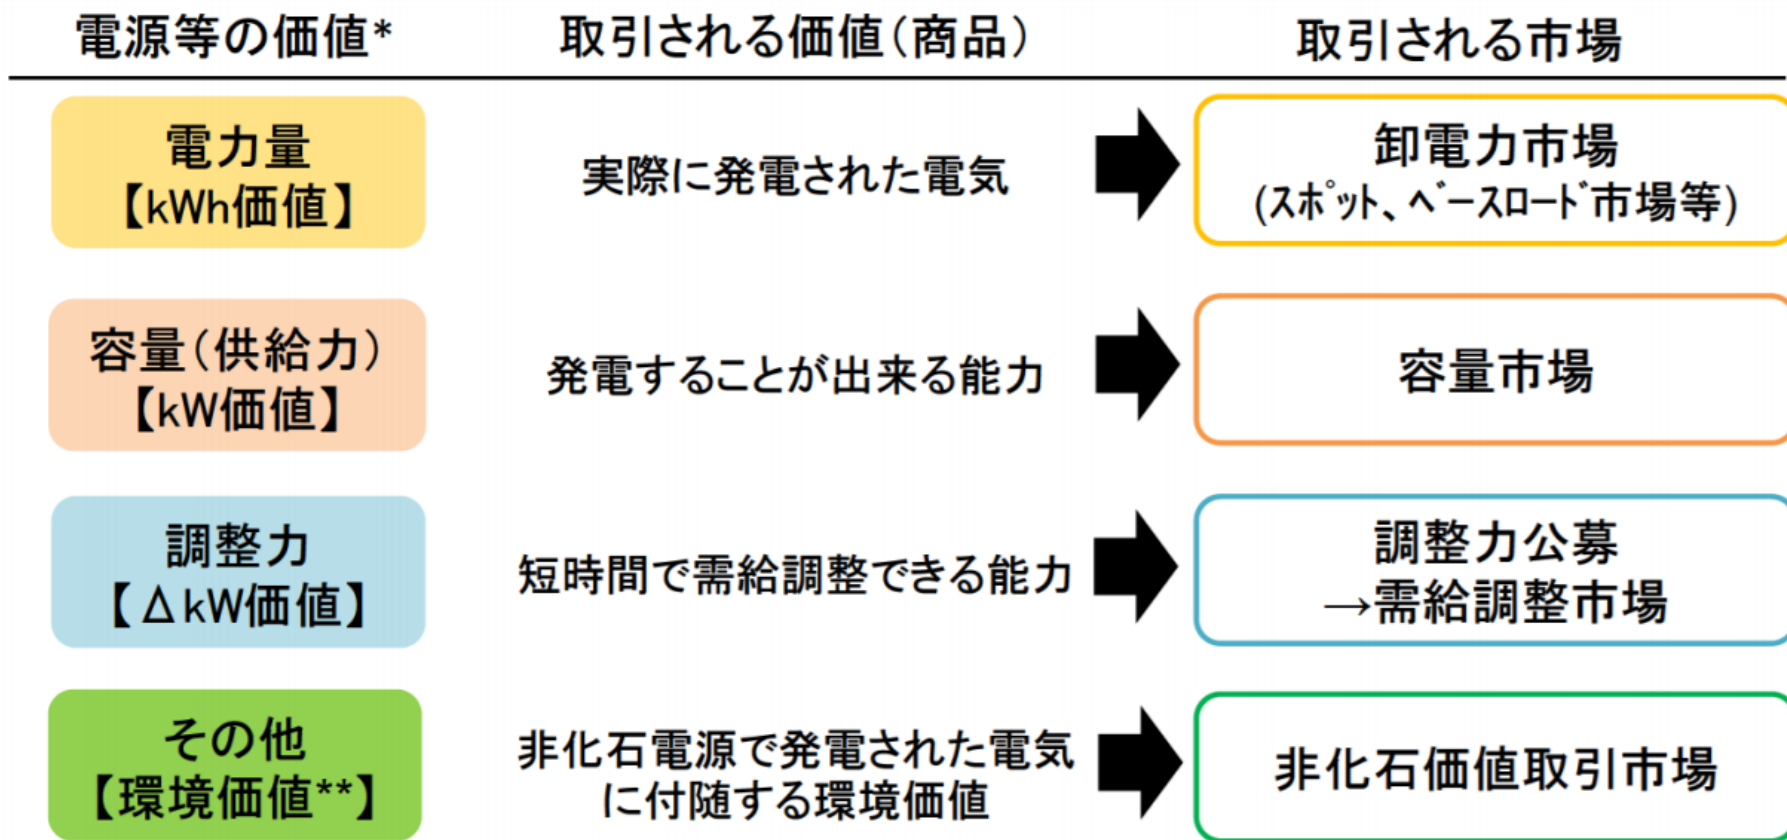 電源等の価値*
取引される価値(商品)
取引される市場
電力量
【kWh価値】
実際に発電された電気
卸電力市場
(スポット、ベースロード市場等)
容量(供給力)
【kW価値】
発電することが出来る能力
容量市場
調整力
【ΔkW価値】
短時間で需給調整できる能力
調整力公募
→需給調整市場
その他
【環境価値**】
非化石電源で発電された電気
に付随する環境価値
非化石価値取引市場